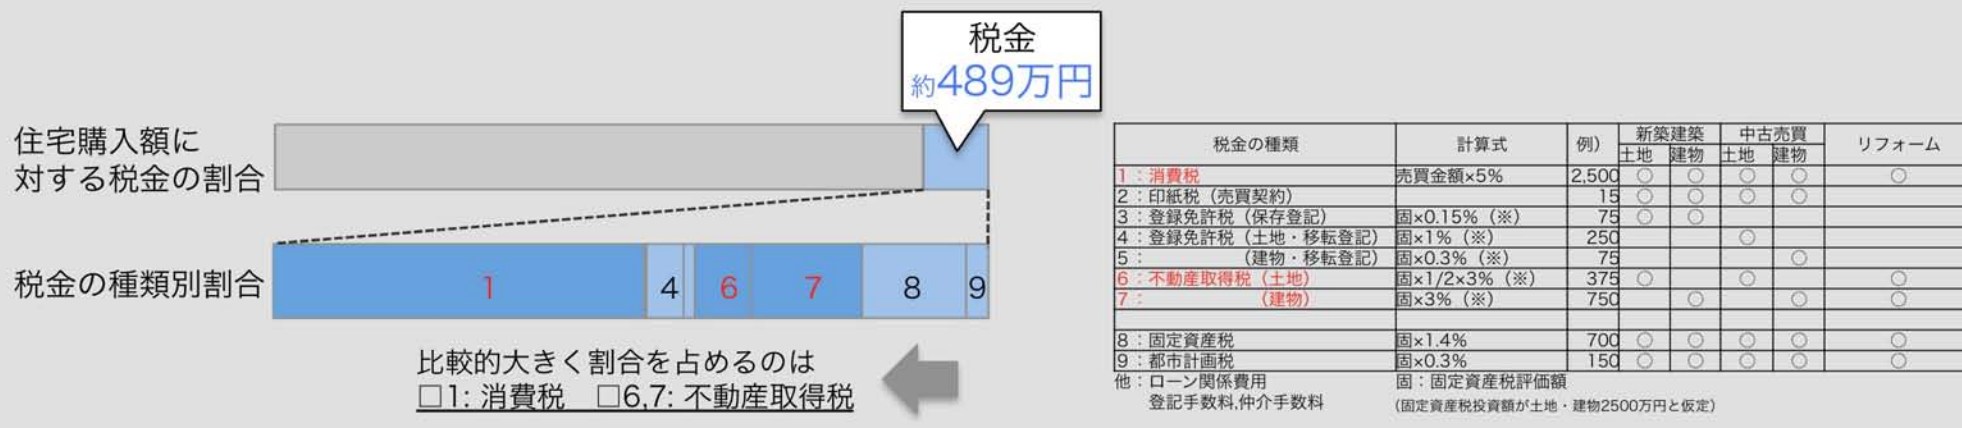 税金
約489万円
住宅購入額に
対する税金の割合
税金の種類別割合
1 4 6 7 8 9
比較的大きく割合を占めるのは
□1: 消費税 □6,7: 不動産取得税
税金の種類 計算式 例） 新築建築 中古売買 リフォーム
土地 建物 土地 建物
1：消費税 売買金額×5% 2,500 ○ ○ ○ ○ ○
2：印紙税（売買契約） 15 ○ ○ ○ ○
3：登録免許税（保存登記） 固×0.15%（※） 75 ○ ○
4：登録免許税（土地・移転登記） 固×1%（※） 250 ○
5：（建物・移転登記） 固×0.3%（※） 75 ○
6：不動産取得税（土地） 固×1/2×3%（※） 375 ○ ○ ○
7：（建物） 固×3%（※） 750 ○ ○ ○
8：固定資産税 固×1.4% 700 ○ ○ ○ ○ ○
9：都市計画税 固×0.3% 150 ○ ○ ○ ○ ○
他：ローン関係費用 固：固定資産税評価額
登記手数料,仲介手数料 （固定資産税投資額が土地・建物2500万円と仮定）